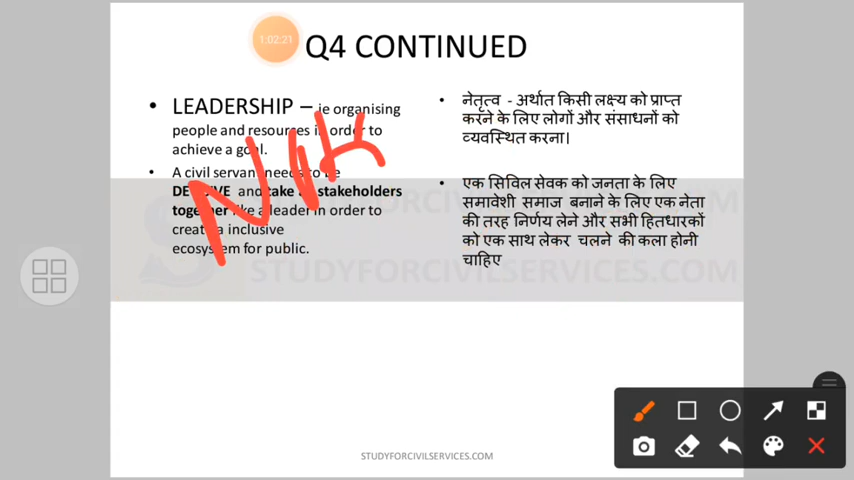 1:02:21
Q4 CONTINUED
• LEADERSHIP – ie organising
people and resources in order to
achieve a goal.
• A civil servant needs to be
and take all stakeholders
together like a leader in order to
create a inclusive
ecosystem for public.
• नेतृत्व - अर्थात किसी लक्ष्य को प्राप्त
करने के लिए लोगों और संसाधनों को
व्यवस्थित करना।
• एक सिविल सेवक को जनता के लिए
समावेशी समाज बनाने के लिए एक नेता
की तरह निर्णय लेने और सभी हितधारकों
को एक साथ लेकर चलने की कला होनी
चाहिए
STUDYFORCIVILSERVICES.COM
STUDYFORCIVILSERVICES.COM